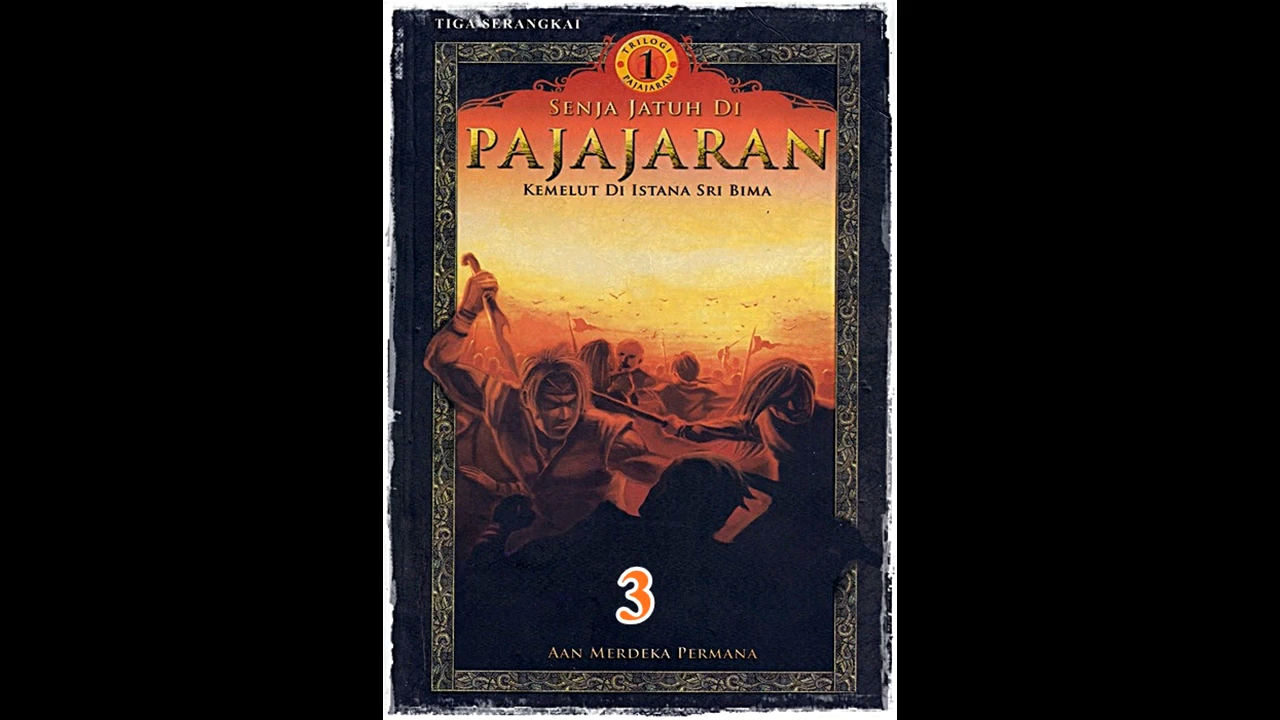 TIGA SERANGKAI
TRILOGI
1
PAJAJARAN
SENJA JATUH DI
PAJAJARAN
KEMELUT DI ISTANA SRI BIMA
3
AAN MERDEKA PERMANA